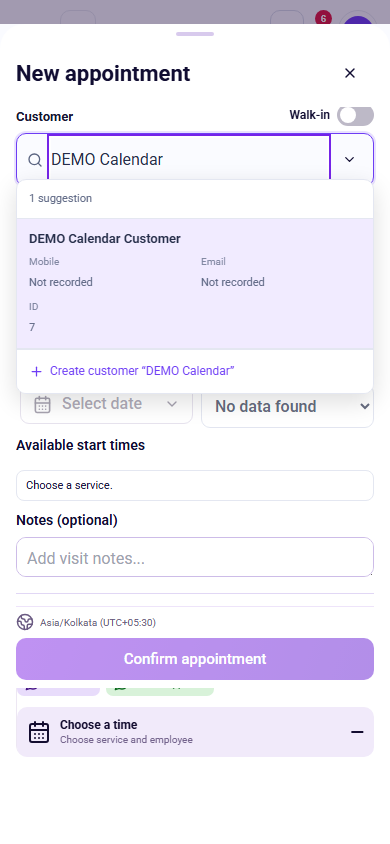 6
New appointment
Customer
Walk-in
DEMO Calendar
1 suggestion
DEMO Calendar Customer
Mobile
Email
Not recorded
Not recorded
ID
7
Create customer “DEMO Calendar”
Select date
No data found
Available start times
Choose a service.
Notes (optional)
Add visit notes...
Asia/Kolkata (UTC+05:30)
Confirm appointment
Choose a time
Choose service and employee